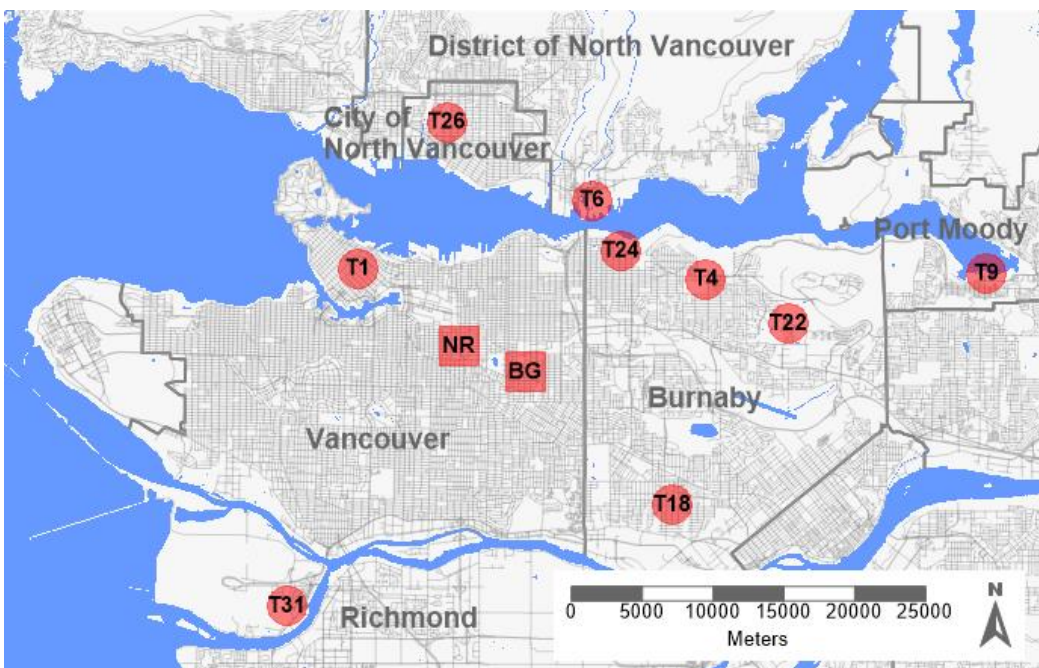 District of North Vancouver
City of
North Vancouver
T26
T6
Port Moody
T24
T1
T4
T9
T22
NR
BG
Burnaby
Vancouver
T18
T31
Richmond
0 5000 10000 15000 20000 25000
Meters
N